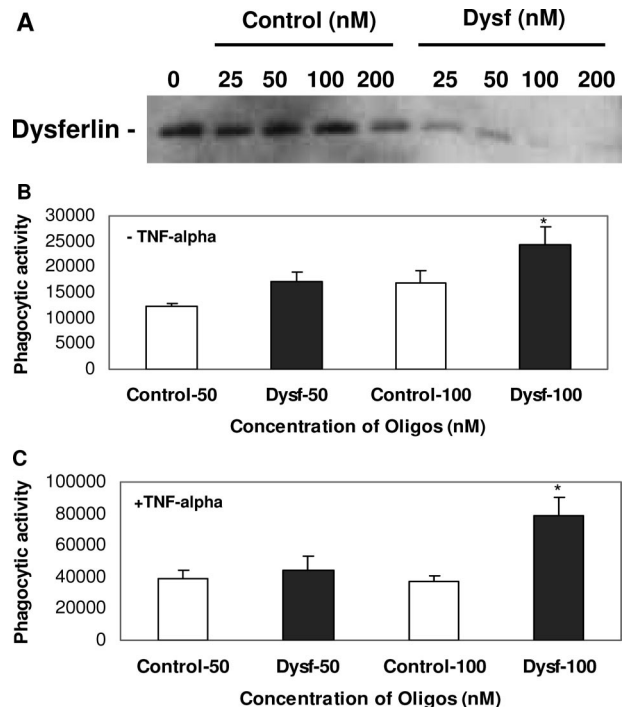 A
Control (nM) Dysf (nM)
0 25 50 100 200 25 50 100 200
Dysferlin -
B
30000
25000
20000
15000
10000
5000
0
Phagocytic activity
- TNF-alpha
*
Control-50 Dysf-50 Control-100 Dysf-100
Concentration of Oligos (nM)
C
100000
80000
60000
40000
20000
0
Phagocytic activity
+TNF-alpha
*
Control-50 Dysf-50 Control-100 Dysf-100
Concentration of Oligos (nM)